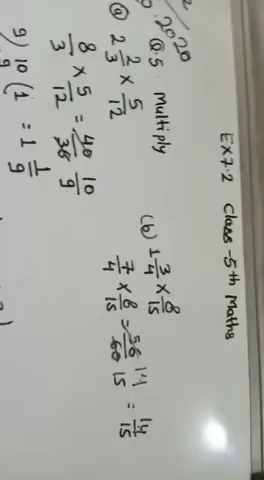 Ex 7.2 Class-5th Maths
/2020
Q.5 Multiply
(a) 2 2/3 × 5/12
8/3 × 5/12 = 40/36 10/9
9) 10 (1 = 1 1/9
9
(b) 1 3/4 × 8/15
7/4 × 8/15 = 56/60 14/15 = 14/15